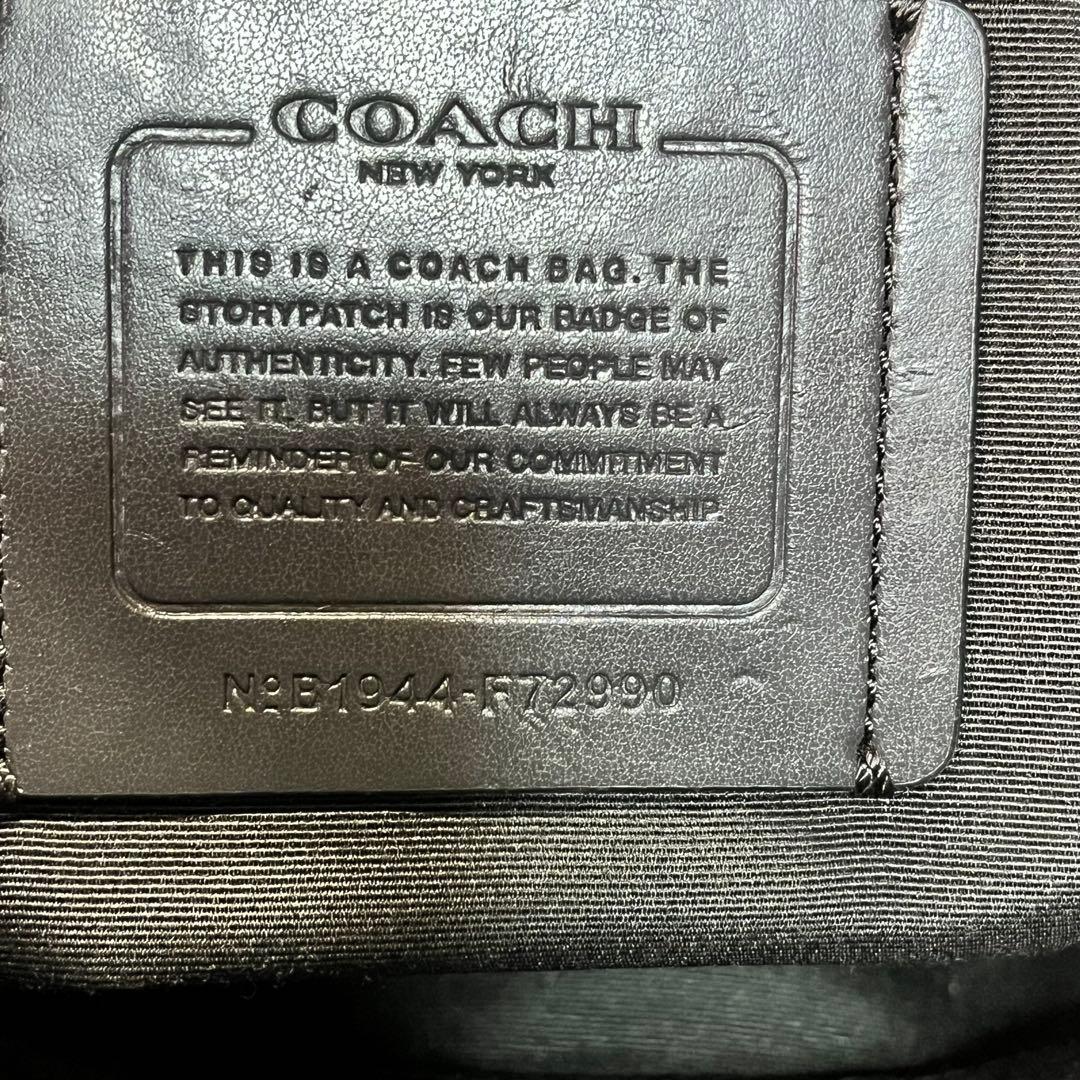 COACH
NEW YORK
THIS IS A COACH BAG. THE
STORYPATCH IS OUR BADGE OF
AUTHENTICITY. FEW PEOPLE MAY
SEE IT. BUT IT WILL ALWAYS BE A
REMINDER OF OUR COMMITMENT
TO QUALITY AND CRAFTSMANSHIP.
Nº B1944-F72990